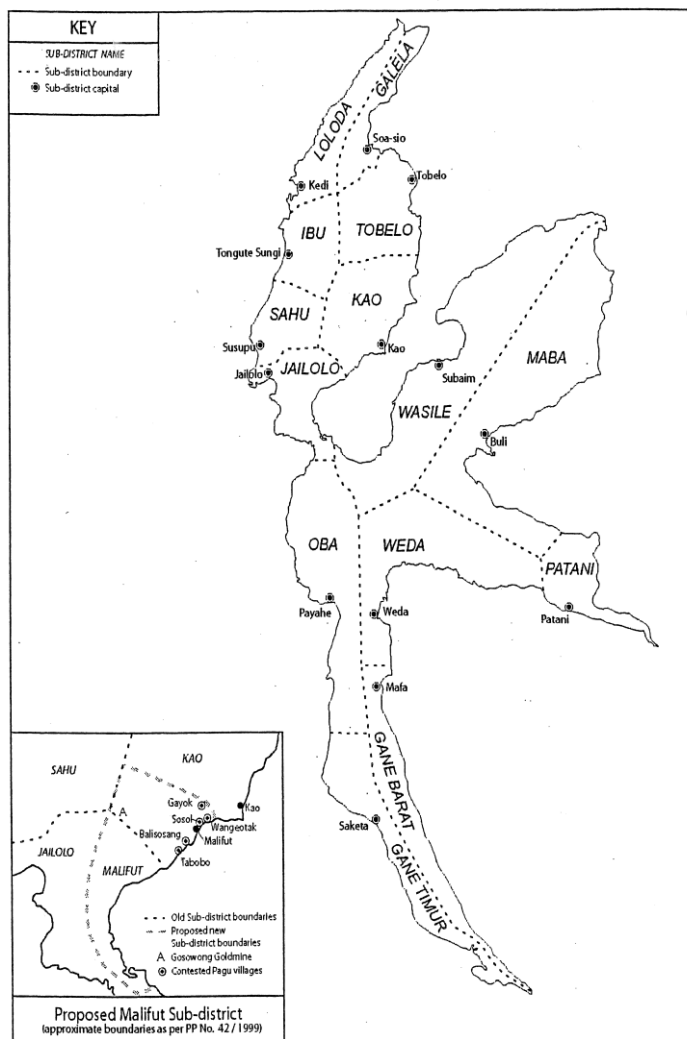 KEY
SUB-DISTRICT NAME
Sub-district boundary
Sub-district capital
GALELA
LOLODA
Soa-sio
Tobelo
Kedi
IBU
TOBELO
Tongute Sungi
KAO
SAHU
Susupu
Kao
MABA
Jailolo
JAILOLO
Subaim
WASILE
Buli
OBA
WEDA
PATANI
Payahe
Weda
Patani
Mafa
GANE BARAT
Saketa
GANE TIMUR
SAHU
KAO
Gayok
Kao
A
Sosol
Wangeotak
Balisosang
Malifut
JAILOLO
MALIFUT
Tabobo
Old Sub-district boundaries
Proposed new
Sub-district boundaries
A Gosowong Goldmine
Contested Pagu villages
Proposed Malifut Sub-district
(approximate boundaries as per PP No. 42 / 1999)